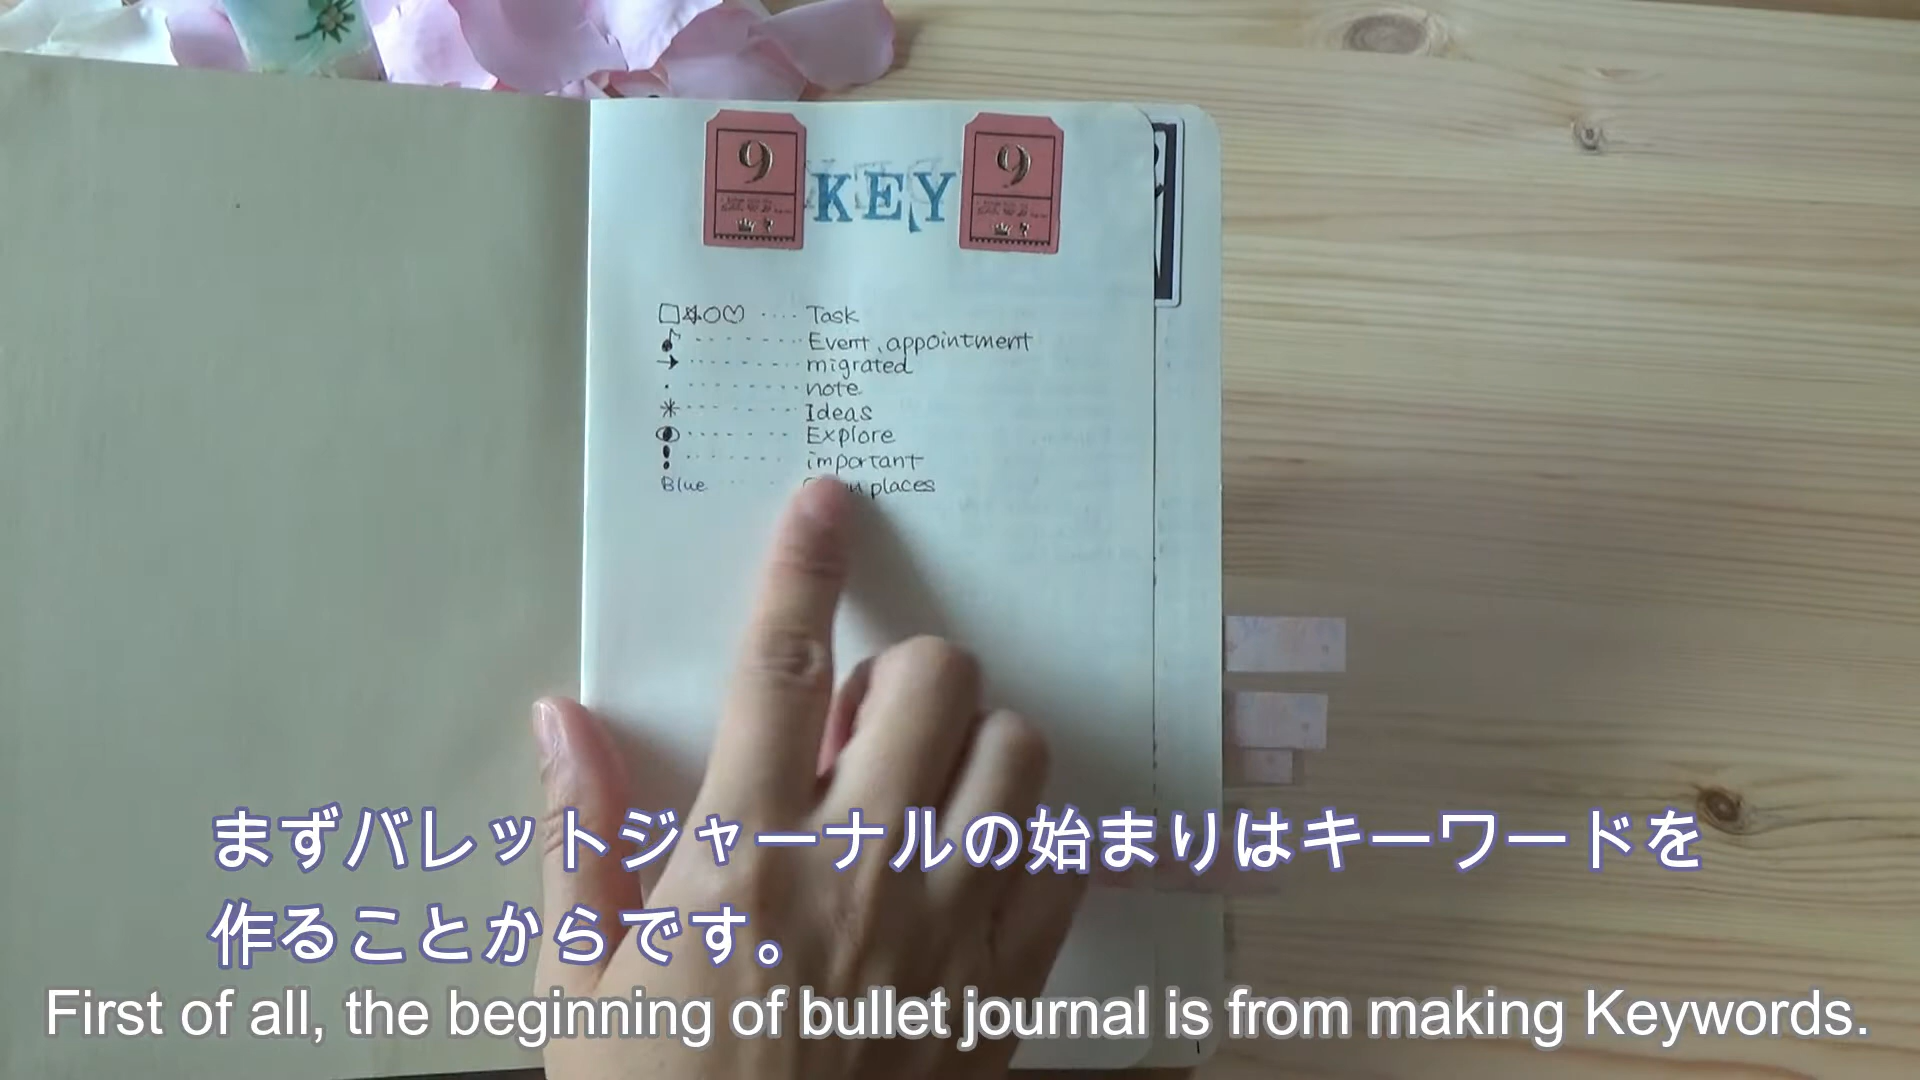 9 KEY 9
Task
Event, appointment
migrated
note
Ideas
Explore
important
Blue places
まずバレットジャーナルの始まりはキーワードを
作ることからです。
First of all, the beginning of bullet journal is from making Keywords.